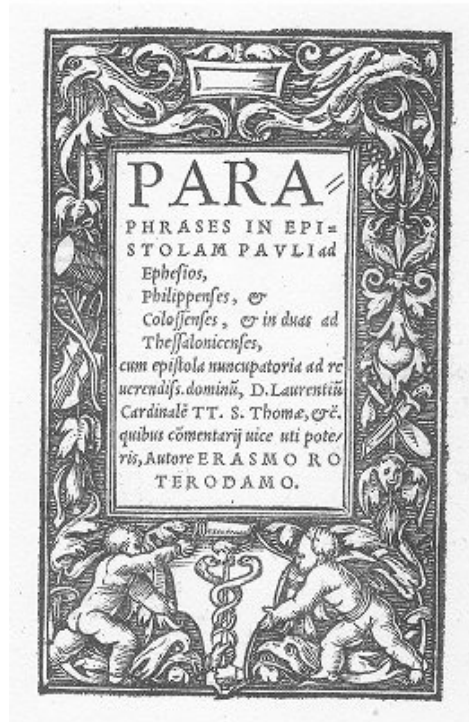 PARA⸗
PHRASES IN EPI=
STOLAM PAVLI ad
Ephesios,
Philippenses, &
Colossenses, & in duas ad
Thessalonicenses,
cum epistola nuncupatoria ad re⸗
uerendiss. dominũ, D. Laurentiũ
Cardinalẽ TT. S. Thomæ, &c̃.
quibus cõmentarij uice uti pote⸗
ris, Autore ERASMO RO
TERODAMO.